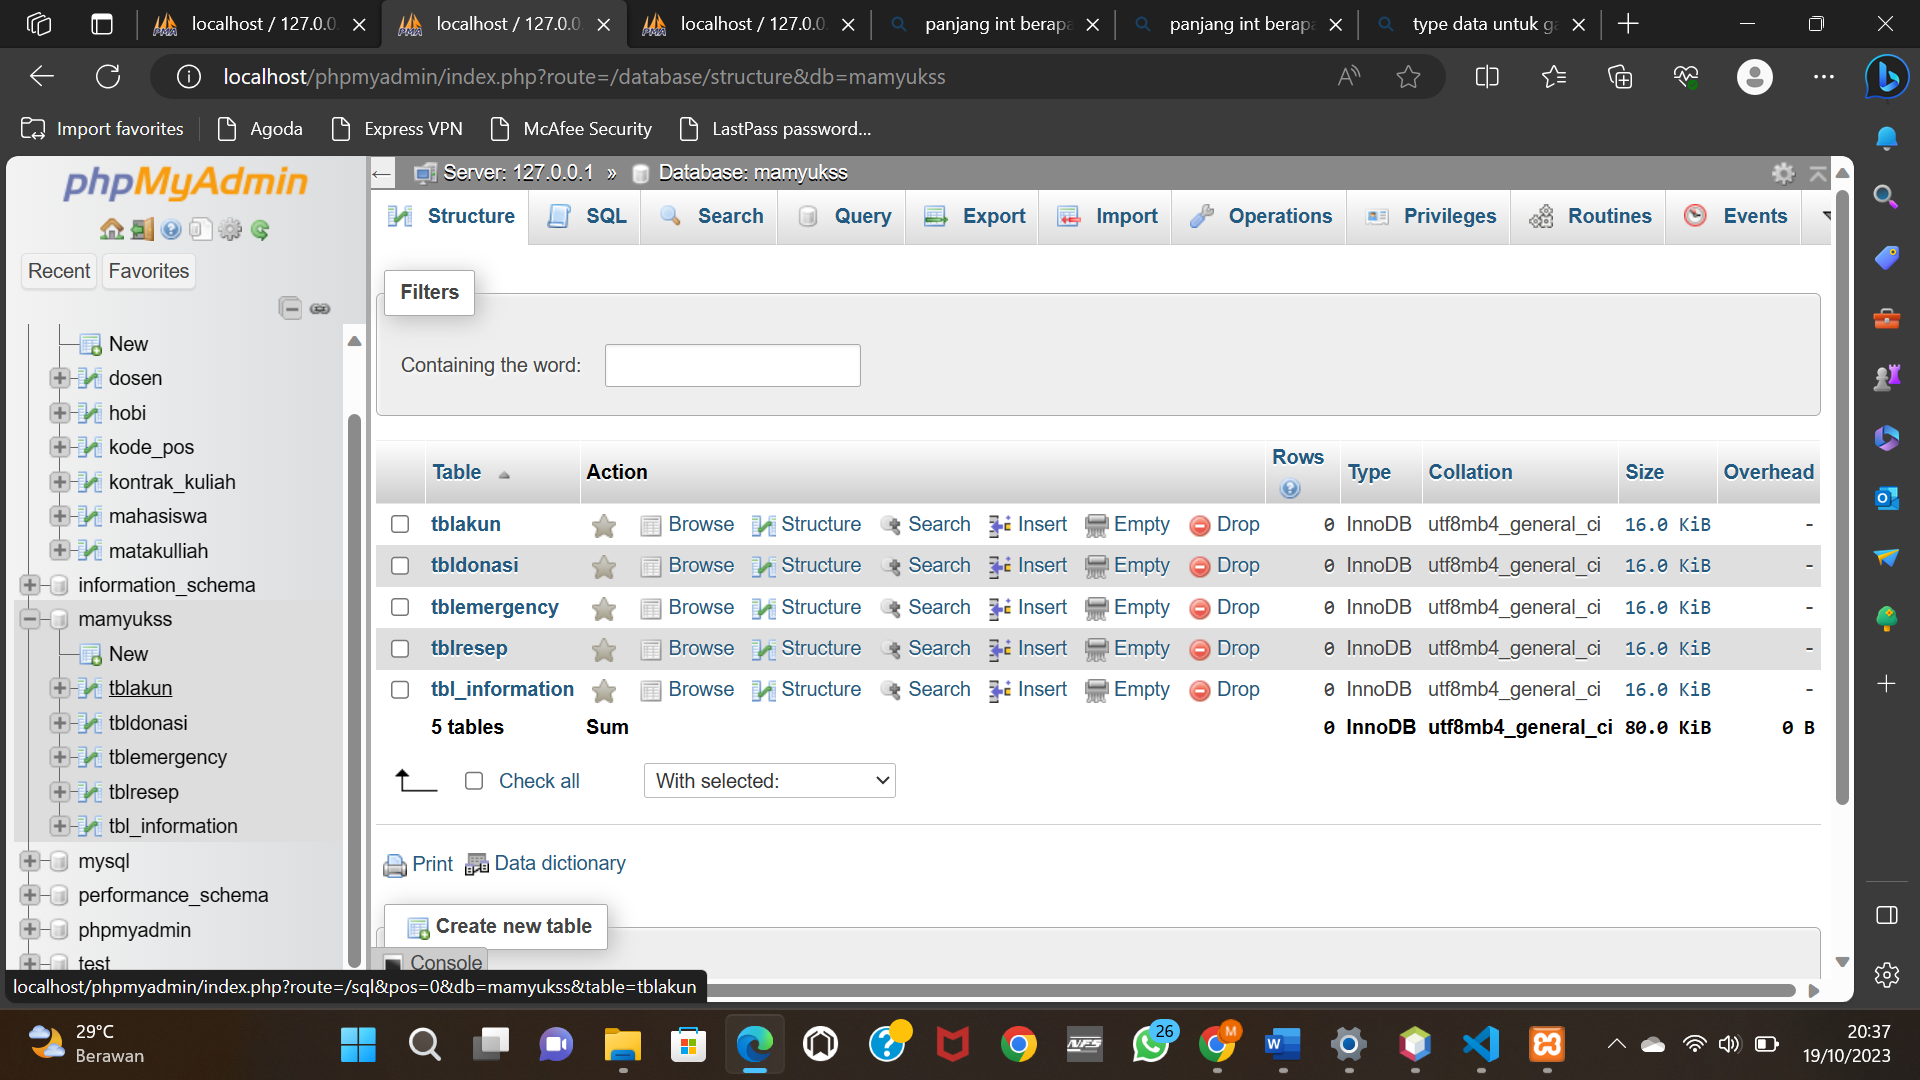 localhost / 127.0.0.
localhost / 127.0.0.
localhost / 127.0.0.
panjang int berapa
panjang int berapa
type data untuk ga
localhost/phpmyadmin/index.php?route=/database/structure&db=mamyukss
Import favorites
Agoda
Express VPN
McAfee Security
LastPass password...
phpMyAdmin
Recent
Favorites
New
dosen
hobi
kode_pos
kontrak_kuliah
mahasiswa
matakulliah
information_schema
mamyukss
New
tblakun
tbldonasi
tblemergency
tblresep
tbl_information
mysql
performance_schema
phpmyadmin
test
Server: 127.0.0.1 » Database: mamyukss
Structure SQL Search Query Export Import Operations Privileges Routines Events
Filters
Containing the word:
Table Action Rows Type Collation Size Overhead
tblakun Browse Structure Search Insert Empty Drop 0 InnoDB utf8mb4_general_ci 16.0 KiB -
tbldonasi Browse Structure Search Insert Empty Drop 0 InnoDB utf8mb4_general_ci 16.0 KiB -
tblemergency Browse Structure Search Insert Empty Drop 0 InnoDB utf8mb4_general_ci 16.0 KiB -
tblresep Browse Structure Search Insert Empty Drop 0 InnoDB utf8mb4_general_ci 16.0 KiB -
tbl_information Browse Structure Search Insert Empty Drop 0 InnoDB utf8mb4_general_ci 16.0 KiB -
5 tables Sum 0 InnoDB utf8mb4_general_ci 80.0 KiB 0 B
Check all
With selected:
Print Data dictionary
Create new table
Console
localhost/phpmyadmin/index.php?route=/sql&pos=0&db=mamyukss&table=tblakun
29°C
Berawan
NFS
26
M
20:37
19/10/2023